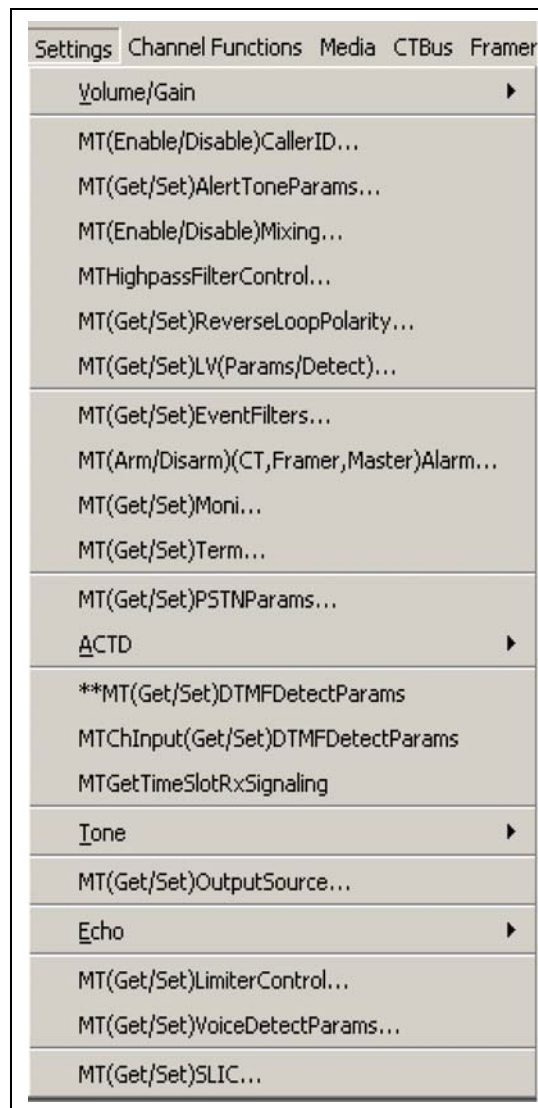 Settings Channel Functions Media CTBus Framer
Volume/Gain
MT(Enable/Disable)CallerID...
MT(Get/Set)AlertToneParams...
MT(Enable/Disable)Mixing...
MTHighpassFilterControl...
MT(Get/Set)ReverseLoopPolarity...
MT(Get/Set)LV(Params/Detect)...
MT(Get/Set)EventFilters...
MT(Arm/Disarm)(CT,Framer,Master)Alarm...
MT(Get/Set)Moni...
MT(Get/Set)Term...
MT(Get/Set)PSTNParams...
ACTD
**MT(Get/Set)DTMFDetectParams
MTChInput(Get/Set)DTMFDetectParams
MTGetTimeSlotRxSignaling
Tone
MT(Get/Set)OutputSource...
Echo
MT(Get/Set)LimiterControl...
MT(Get/Set)VoiceDetectParams...
MT(Get/Set)SLIC...